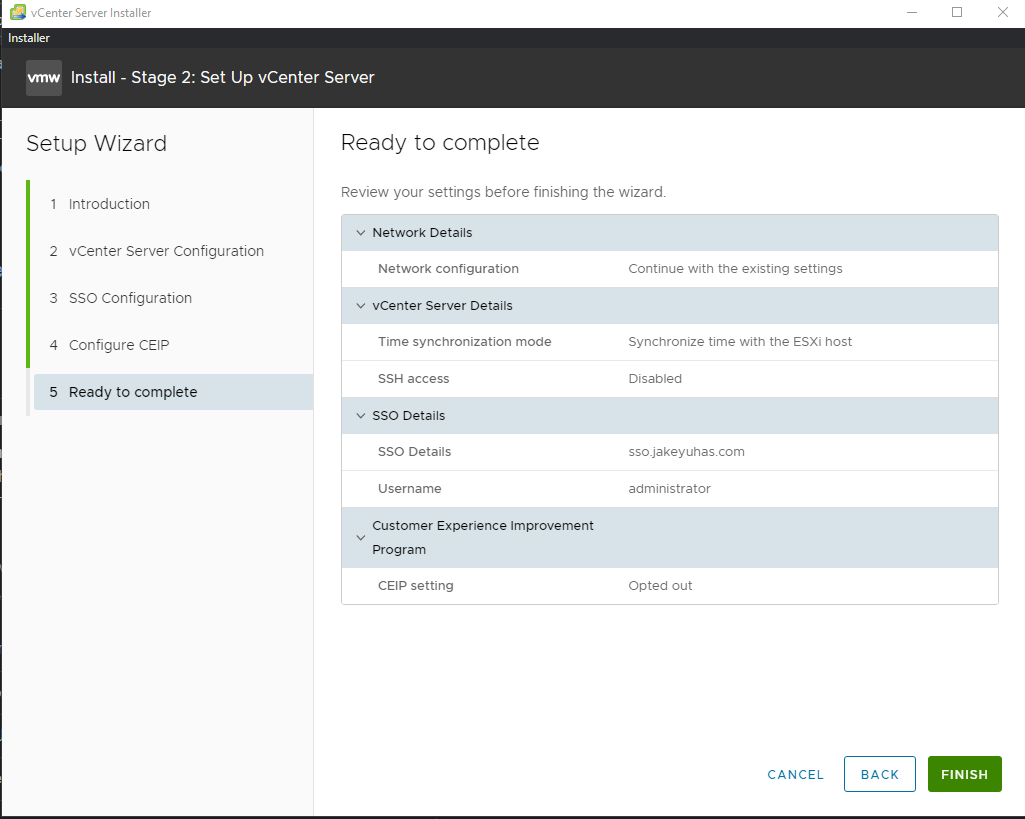 vCenter Server Installer
Installer
vmw Install - Stage 2: Set Up vCenter Server
Setup Wizard
1 Introduction
2 vCenter Server Configuration
3 SSO Configuration
4 Configure CEIP
5 Ready to complete
Ready to complete
Review your settings before finishing the wizard.
Network Details
Network configuration Continue with the existing settings
vCenter Server Details
Time synchronization mode Synchronize time with the ESXi host
SSH access Disabled
SSO Details
SSO Details sso.jakeyuhas.com
Username administrator
Customer Experience Improvement
Program
CEIP setting Opted out
CANCEL BACK FINISH